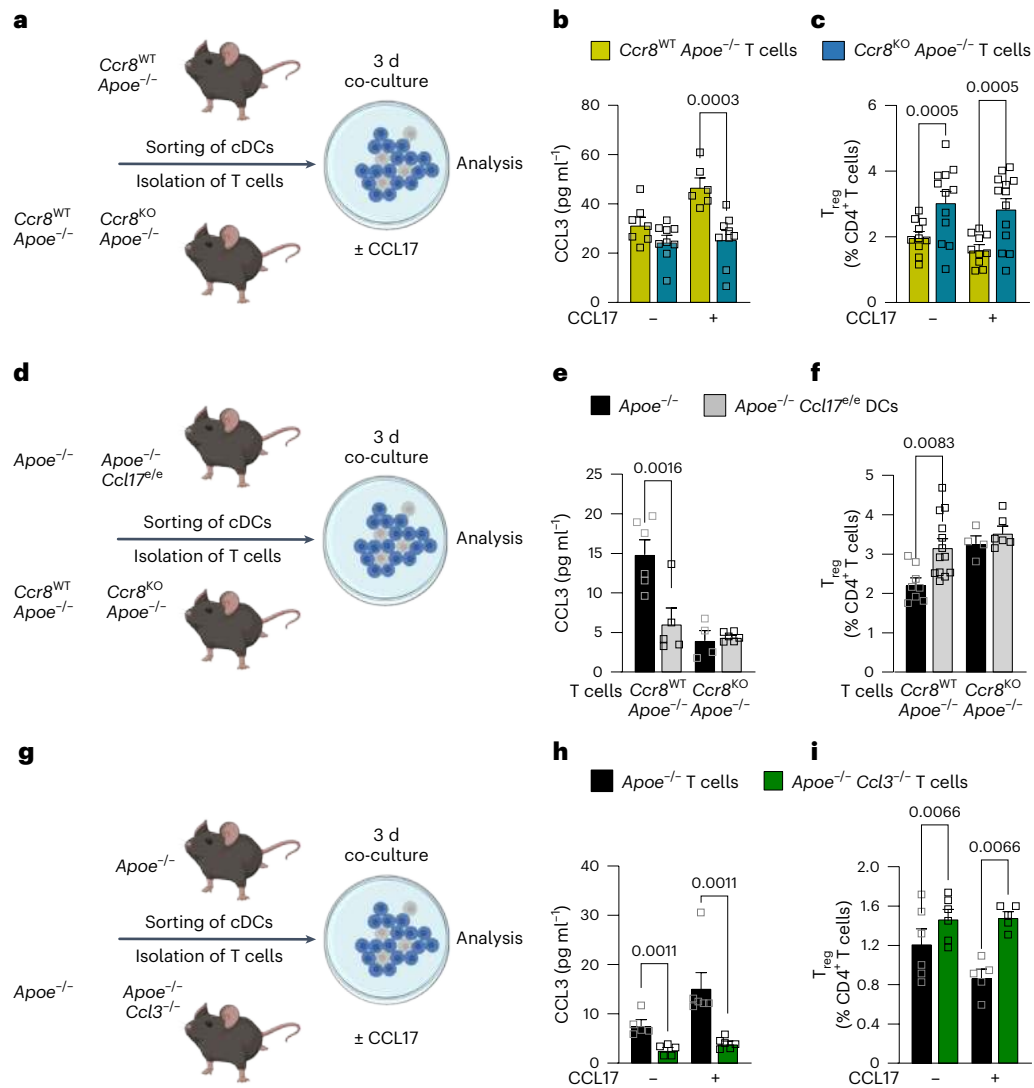 a
Ccr8WT
Apoe−/−
Sorting of cDCs
Isolation of T cells
Ccr8WT
Apoe−/−
Ccr8KO
Apoe−/−
3 d
co-culture
Analysis
± CCL17
b
Ccr8WT Apoe−/− T cells
CCL3 (pg ml−1)
80
60
40
20
0
0.0003
CCL17
−
+
c
Ccr8KO Apoe−/− T cells
Treg
(% CD4+ T cells)
6
4
2
0
0.0005
0.0005
CCL17
−
+
d
Apoe−/−
Apoe−/−
Ccl17e/e
Sorting of cDCs
Isolation of T cells
Ccr8WT
Apoe−/−
Ccr8KO
Apoe−/−
3 d
co-culture
Analysis
e
Apoe−/−
Apoe−/− Ccl17e/e DCs
CCL3 (pg ml−1)
25
20
15
10
5
0
0.0016
T cells
Ccr8WT
Apoe−/−
Ccr8KO
Apoe−/−
f
Treg
(% CD4+ T cells)
5
4
3
2
1
0
0.0083
T cells
Ccr8WT
Apoe−/−
Ccr8KO
Apoe−/−
g
Apoe−/−
Sorting of cDCs
Isolation of T cells
Apoe−/−
Apoe−/−
Ccl3−/−
3 d
co-culture
Analysis
± CCL17
h
Apoe−/− T cells
Apoe−/− Ccl3−/− T cells
CCL3 (pg ml−1)
40
30
20
10
0
0.0011
0.0011
CCL17
−
+
i
Treg
(% CD4+ T cells)
2.0
1.6
1.2
0.8
0.4
0
0.0066
0.0066
CCL17
−
+